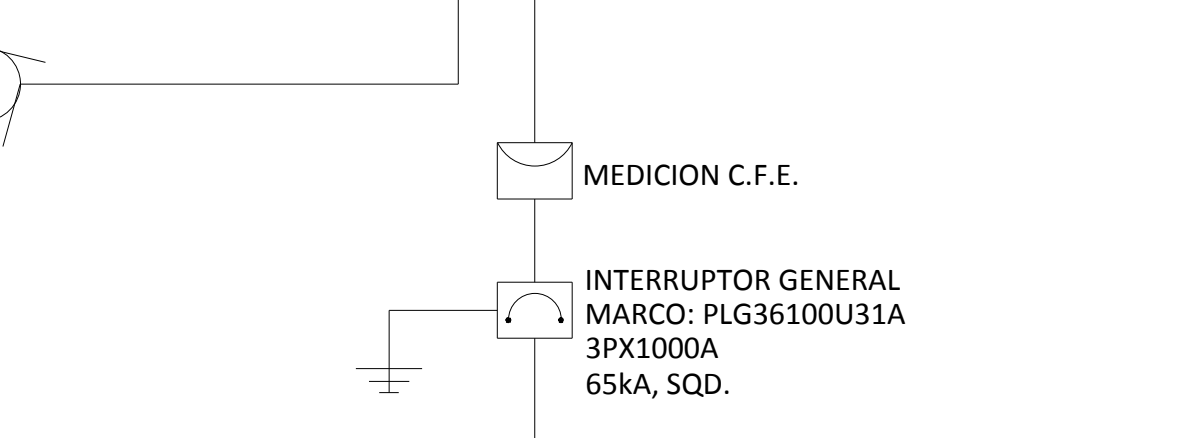 MEDICION C.F.E.
INTERRUPTOR GENERAL
MARCO: PLG36100U31A
3PX1000A
65kA, SQD.